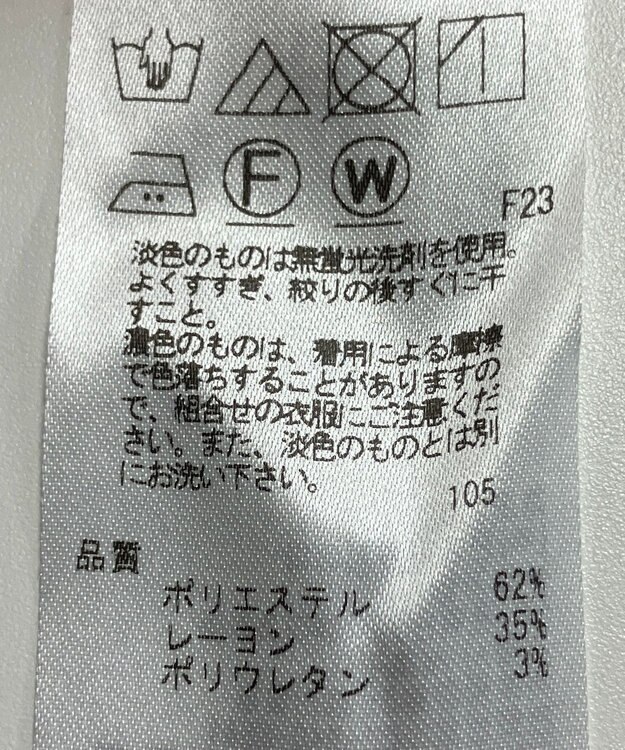 F W
F23
淡色のものは無蛍光洗剤を使用。
よくすすぎ、絞りの後すぐに干
すこと。
濃色のものは、着用による摩擦
で色落ちすることがありますの
で、組合せの衣服にご注意くだ
さい。また、淡色のものとは別
にお洗い下さい。
105
品質
ポリエステル 62%
レーヨン 35%
ポリウレタン 3%